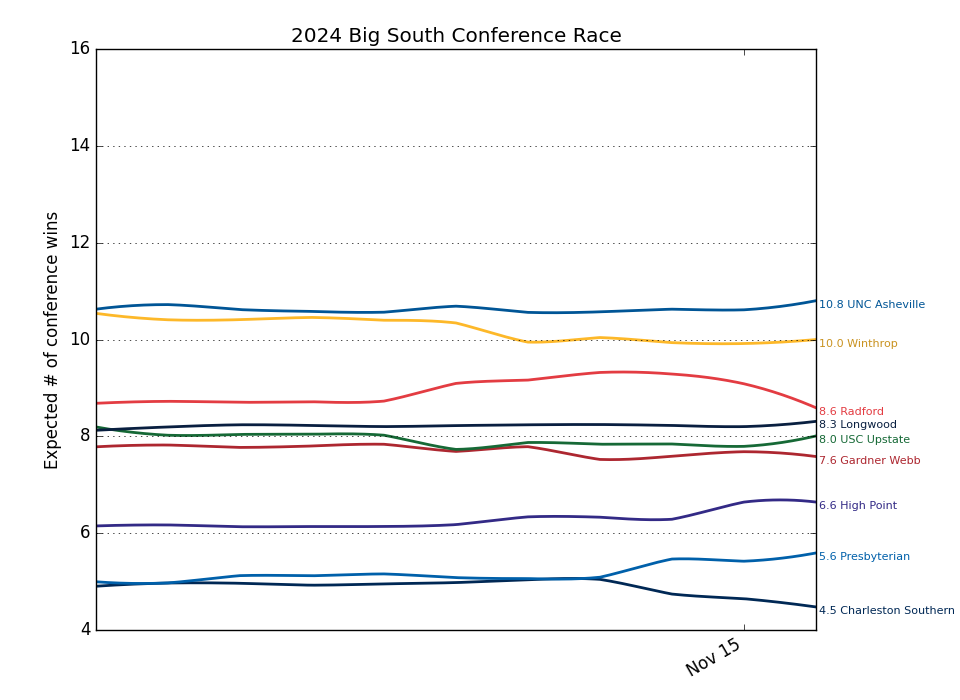 2024 Big South Conference Race
Expected # of conference wins
16
14
12
10
8
6
4
10.8 UNC Asheville
10.0 Winthrop
8.6 Radford
8.3 Longwood
8.0 USC Upstate
7.6 Gardner Webb
6.6 High Point
5.6 Presbyterian
4.5 Charleston Southern
Nov 15